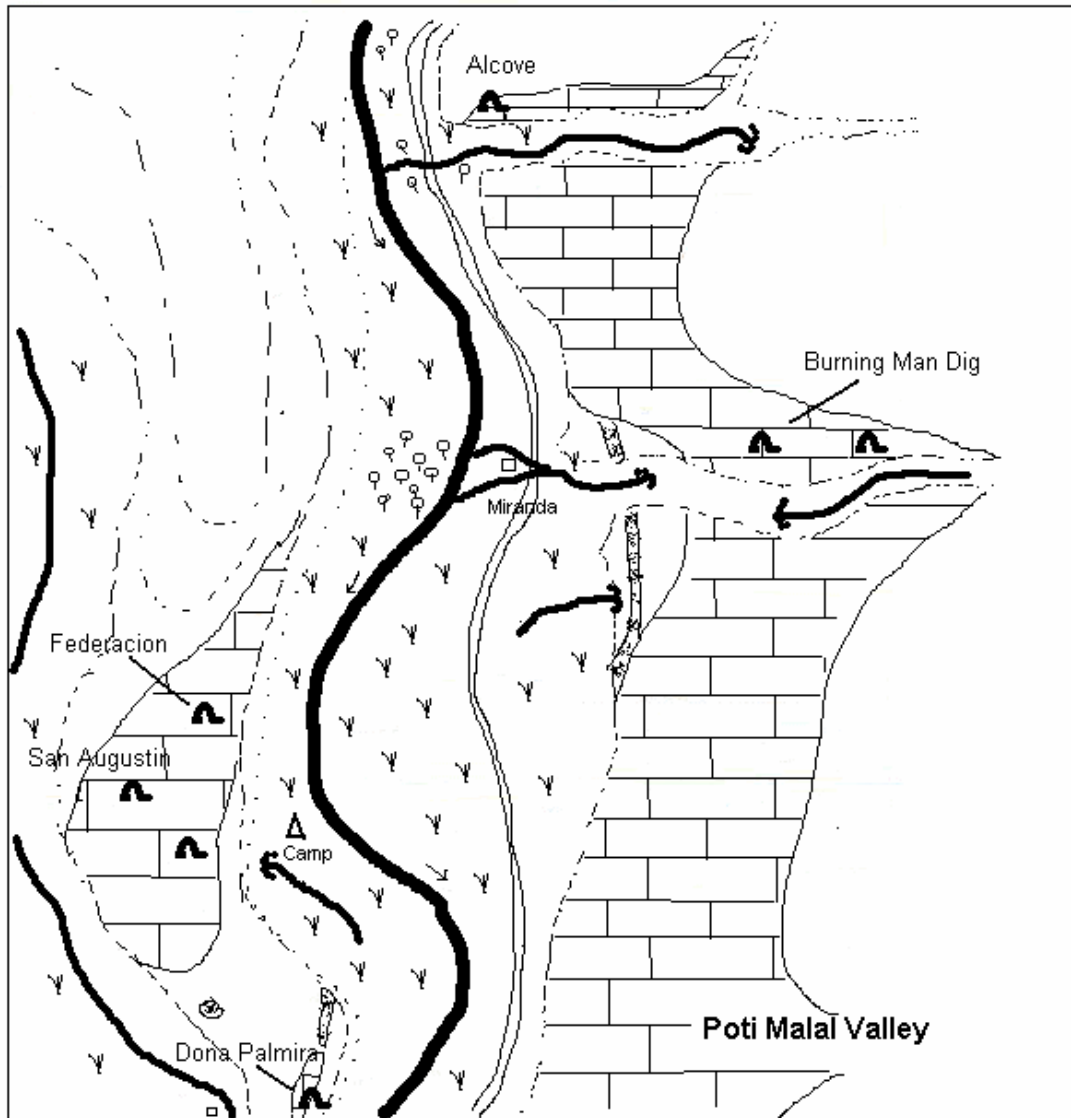 Alcove
Burning Man Dig
Miranda
Federacion
San Augustin
Camp
Poti Malal Valley
Dona Palmira